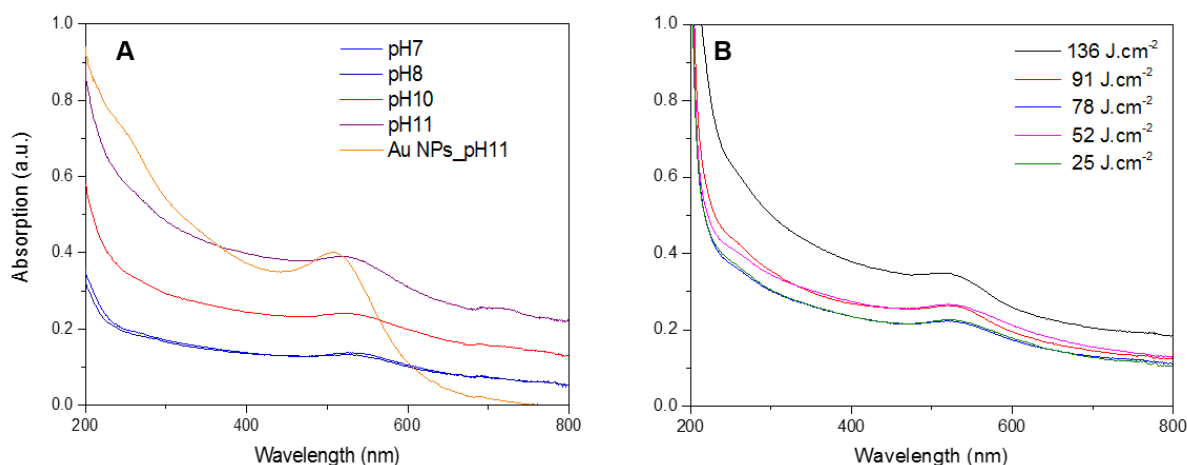 A
pH7
pH8
pH10
pH11
Au NPs_pH11
1.0
0.8
0.6
0.4
0.2
0.0
200
400
600
800
Absorption (a.u.)
Wavelength (nm)
B
136 J.cm-2
91 J.cm-2
78 J.cm-2
52 J.cm-2
25 J.cm-2
1.0
0.8
0.6
0.4
0.2
0.0
200
400
600
800
Wavelength (nm)